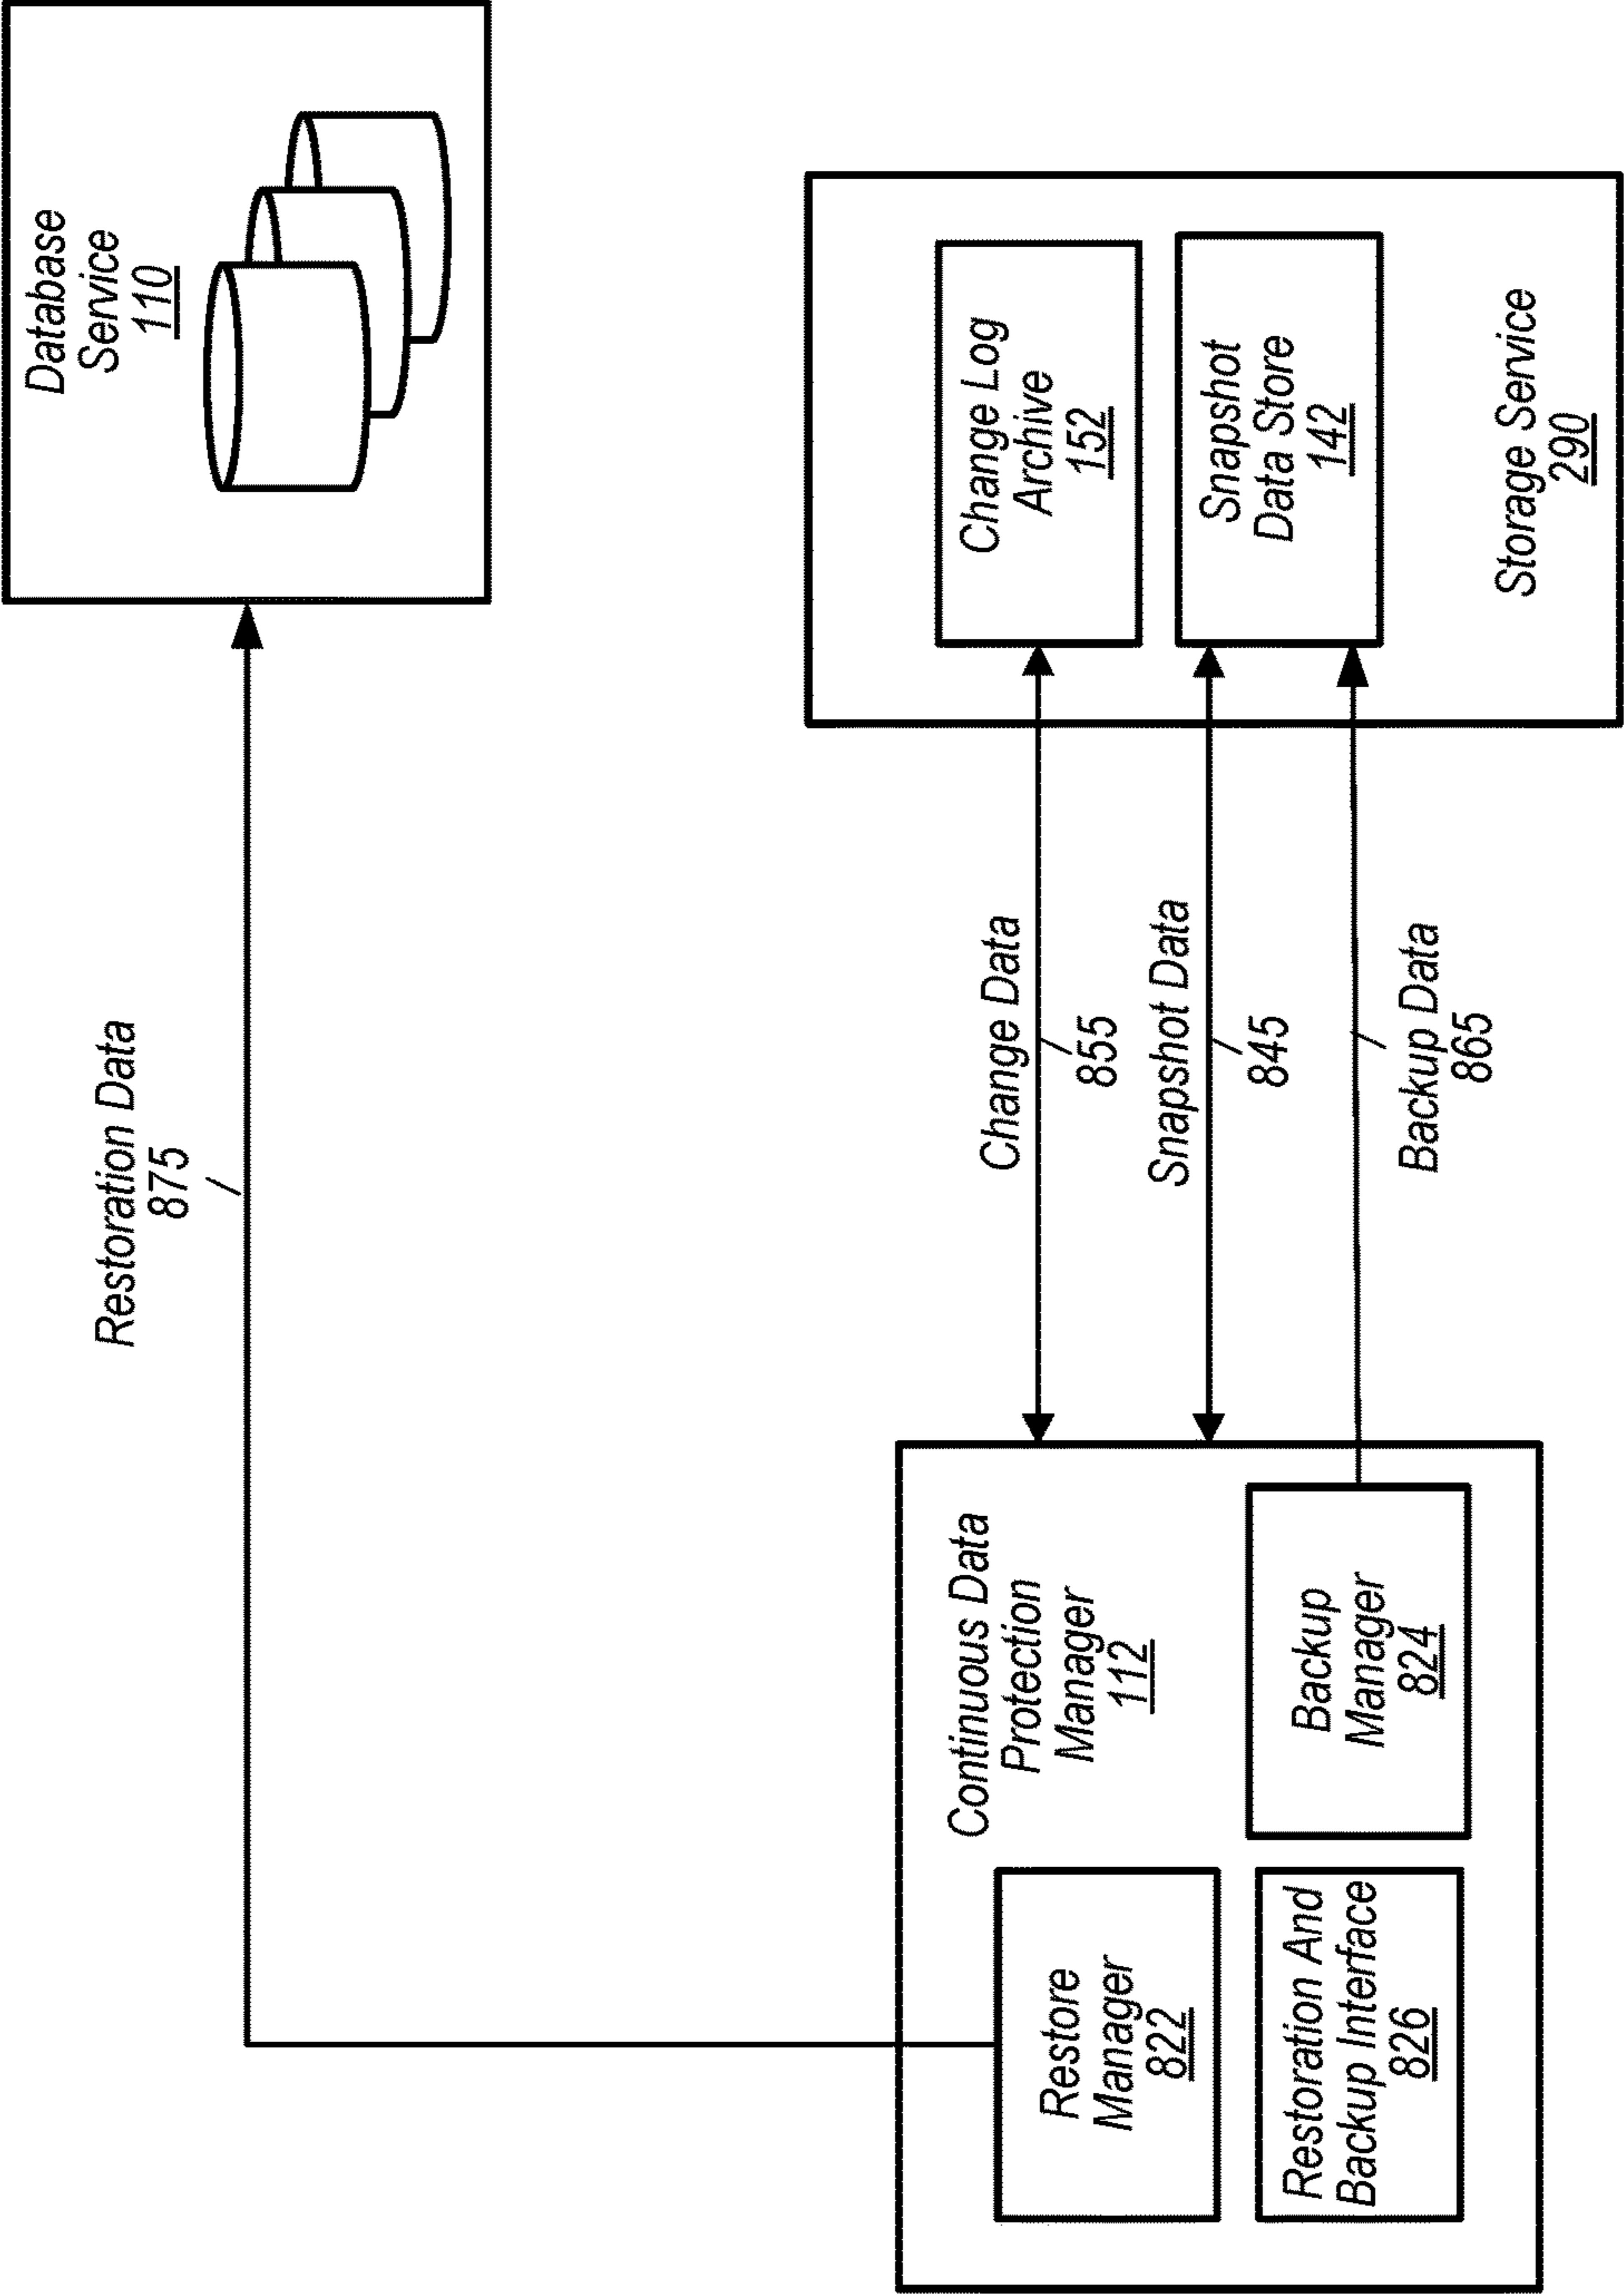 Database
Service
110
Restoration Data
875
Change Log
Archive
152
Snapshot
Data Store
142
Storage Service
290
Change Data
855
Snapshot Data
845
Backup Data
865
Continuous Data
Protection
Manager
112
Restore
Manager
822
Backup
Manager
824
Restoration And
Backup Interface
826